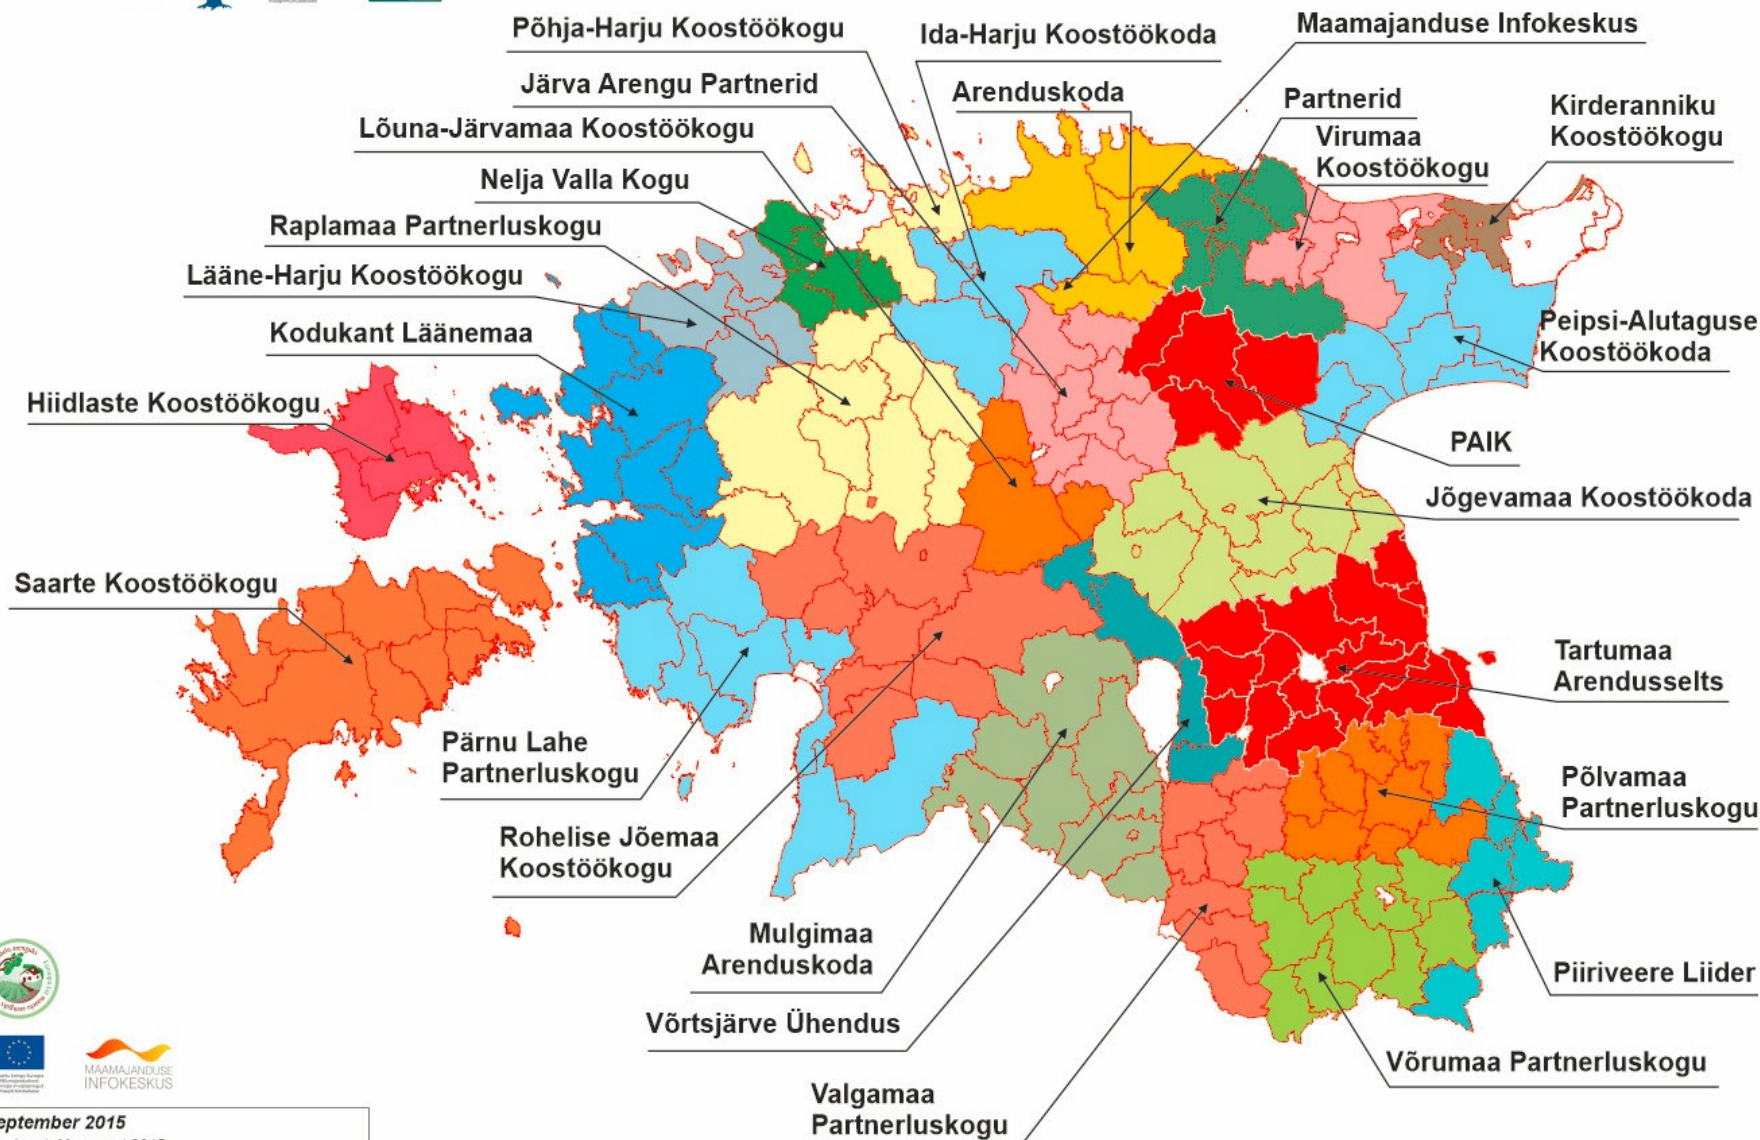 Põhja-Harju Koostöökogu
Ida-Harju Koostöökoda
Maamajanduse Infokeskus
Järva Arengu Partnerid
Arenduskoda
Partnerid
Kirderanniku
Koostöökogu
Lõuna-Järvamaa Koostöökogu
Virumaa
Koostöökogu
Nelja Valla Kogu
Raplamaa Partnerluskogu
Lääne-Harju Koostöökogu
Kodukant Läänemaa
Peipsi-Alutaguse
Koostöökoda
Hiidlaste Koostöökogu
PAIK
Jõgevamaa Koostöökoda
Saarte Koostöökogu
Tartumaa
Arendusselts
Pärnu Lahe
Partnerluskogu
Põlvamaa
Partnerluskogu
Rohelise Jõemaa
Koostöökogu
Mulgimaa
Arenduskoda
Piiriveere Liider
Võrtsjärve Ühendus
Võrumaa Partnerluskogu
Valgamaa
Partnerluskogu
MAAMAJANDUSE
INFOKESKUS
eptember 2015